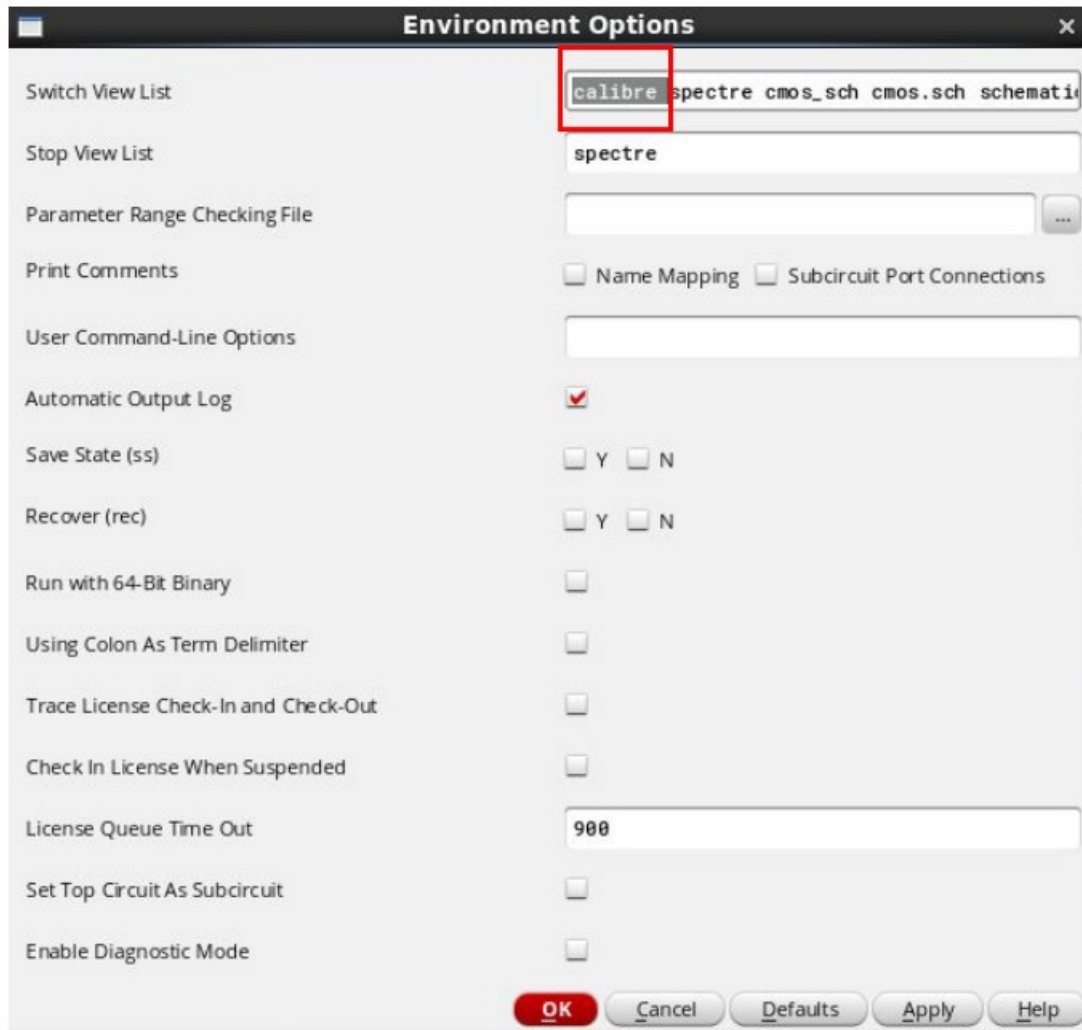 Environment Options
Switch View List calibre spectre cmos_sch cmos.sch schematic
Stop View List spectre
Parameter Range Checking File ...
Print Comments Name Mapping Subcircuit Port Connections
User Command-Line Options
Automatic Output Log
Save State (ss) Y N
Recover (rec) Y N
Run with 64-Bit Binary
Using Colon As Term Delimiter
Trace License Check-In and Check-Out
Check In License When Suspended
License Queue Time Out 900
Set Top Circuit As Subcircuit
Enable Diagnostic Mode
OK Cancel Defaults Apply Help